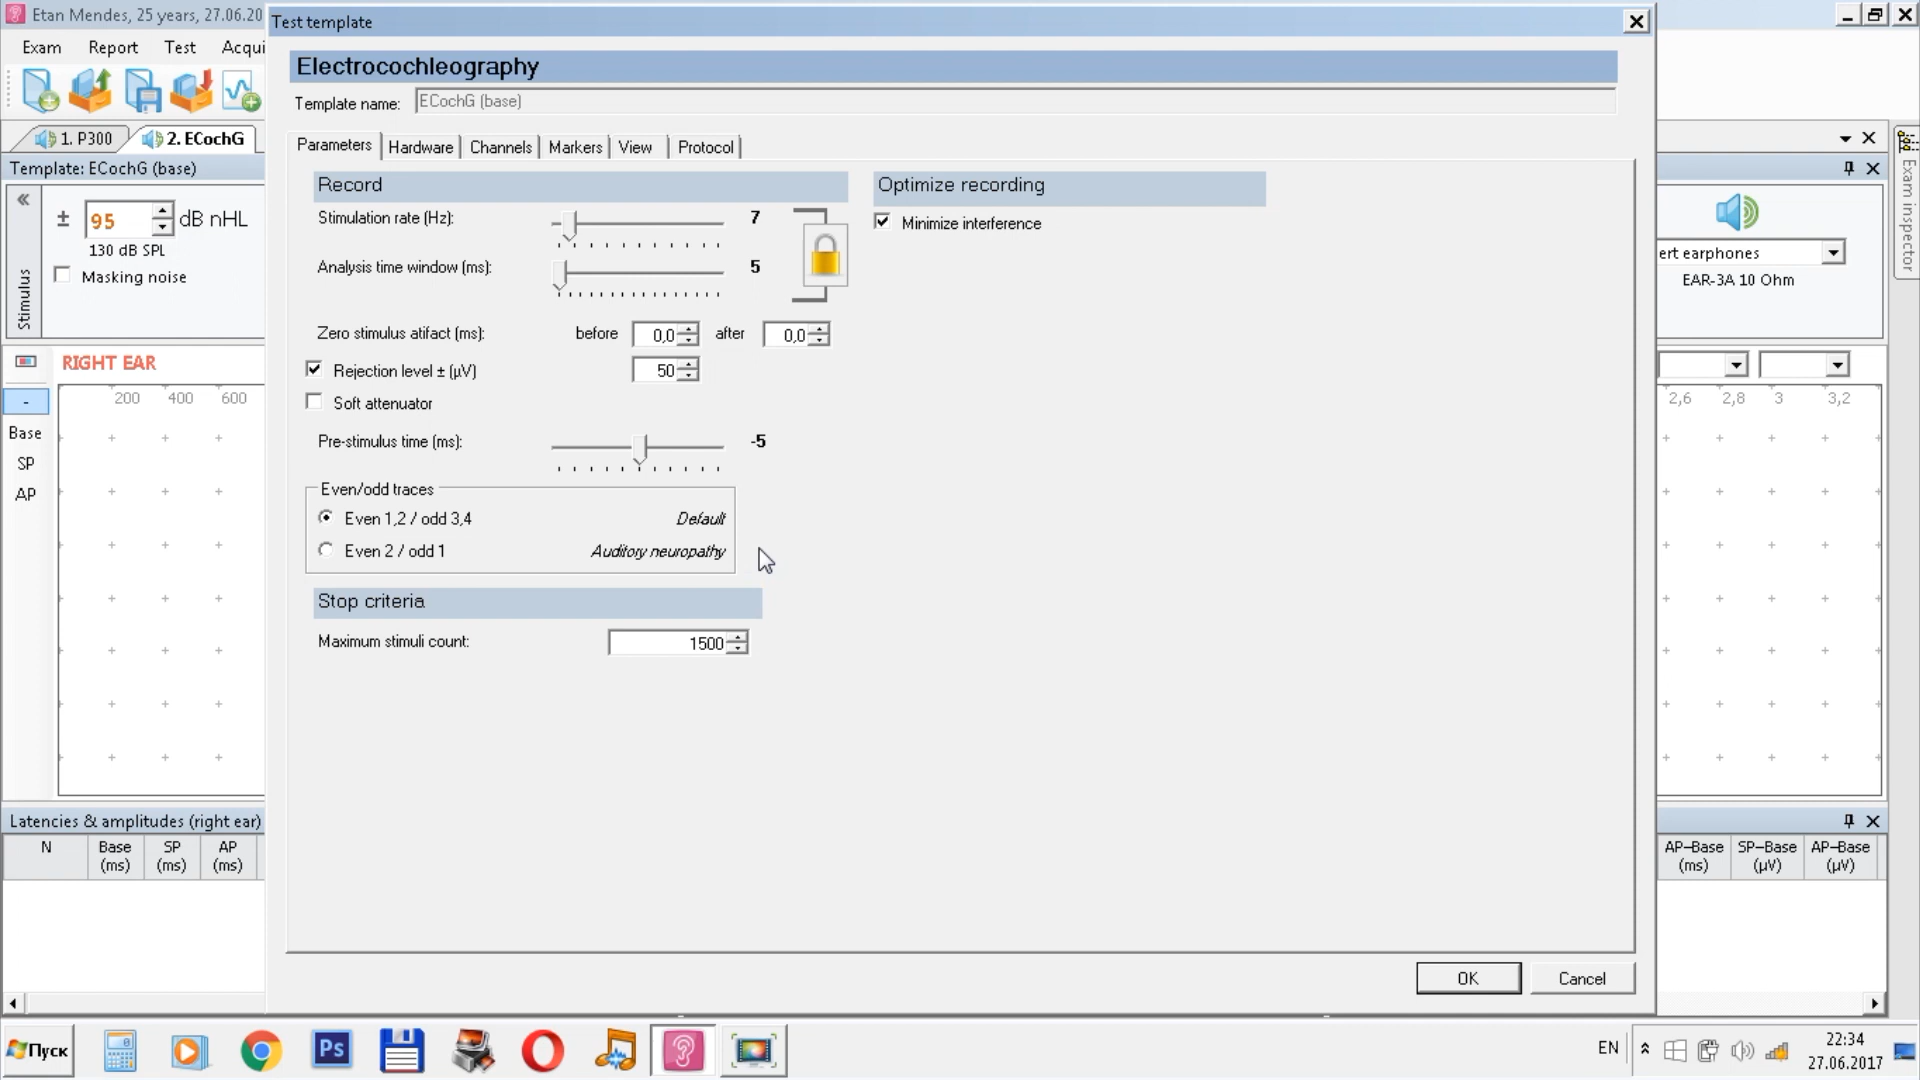 Etan Mendes, 25 years, 27.06.20
Test template
Exam Report Test Acqui
Electrocochleography
Template name: ECochG (base)
1. P300 2. ECochG
Parameters Hardware Channels Markers View Protocol
Template: ECochG (base)
Record
Optimize recording
± 95 dB nHL
130 dB SPL
Masking noise
Stimulus
Stimulation rate (Hz): 7
Minimize interference
Analysis time window (ms): 5
ert earphones
EAR-3A 10 Ohm
Exam inspector
Zero stimulus atifact (ms): before 0,0 after 0,0
Rejection level ± (μV) 50
Soft attenuator
Pre-stimulus time (ms): -5
Even/odd traces
Even 1,2 / odd 3,4 Default
Even 2 / odd 1 Auditory neuropathy
Stop criteria
Maximum stimuli count: 1500
RIGHT EAR
200 400 600
2,6 2,8 3 3,2
-
Base
SP
AP
Latencies & amplitudes (right ear)
N Base (ms) SP (ms) AP (ms)
AP–Base (ms) SP–Base (μV) AP–Base (μV)
OK Cancel
Пуск
Ps
EN
22:34
27.06.2017